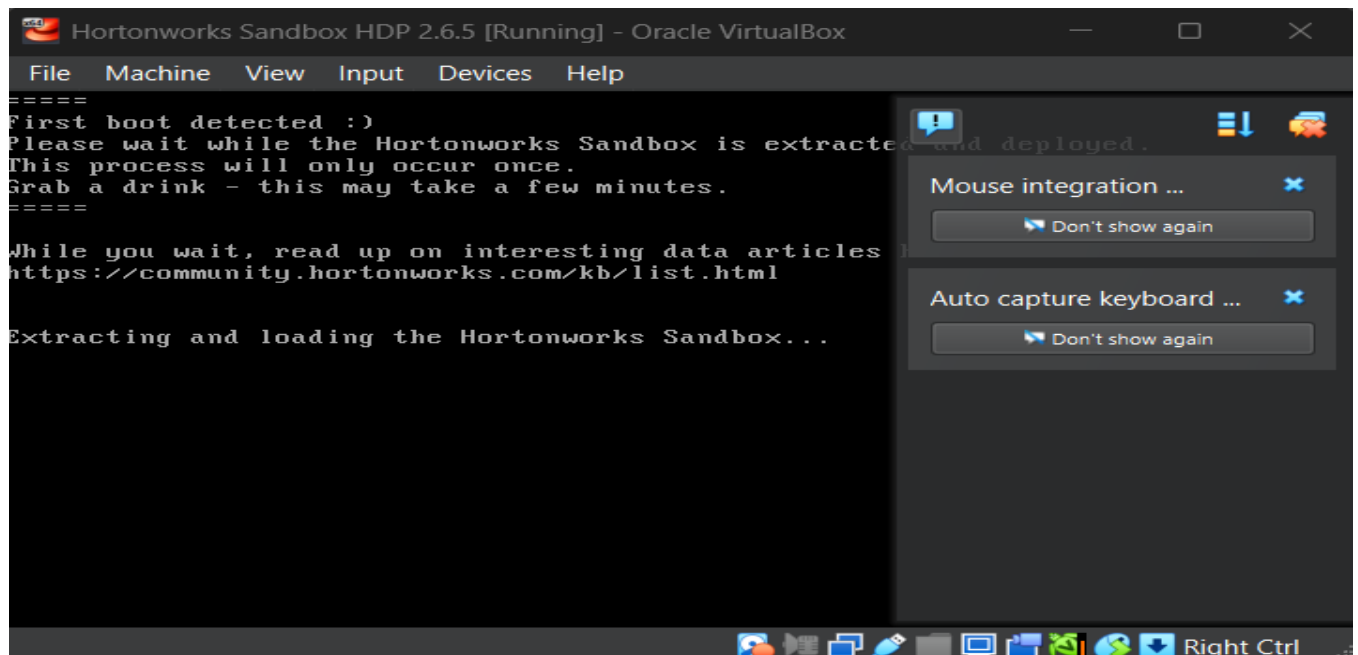 Hortonworks Sandbox HDP 2.6.5 [Running] - Oracle VirtualBox
File Machine View Input Devices Help
=====
First boot detected :)
Please wait while the Hortonworks Sandbox is extracted and deployed.
This process will only occur once.
Grab a drink - this may take a few minutes.
=====
While you wait, read up on interesting data articles
https://community.hortonworks.com/kb/list.html
Extracting and loading the Hortonworks Sandbox...
Mouse integration ...
Don't show again
Auto capture keyboard ...
Don't show again
Right Ctrl